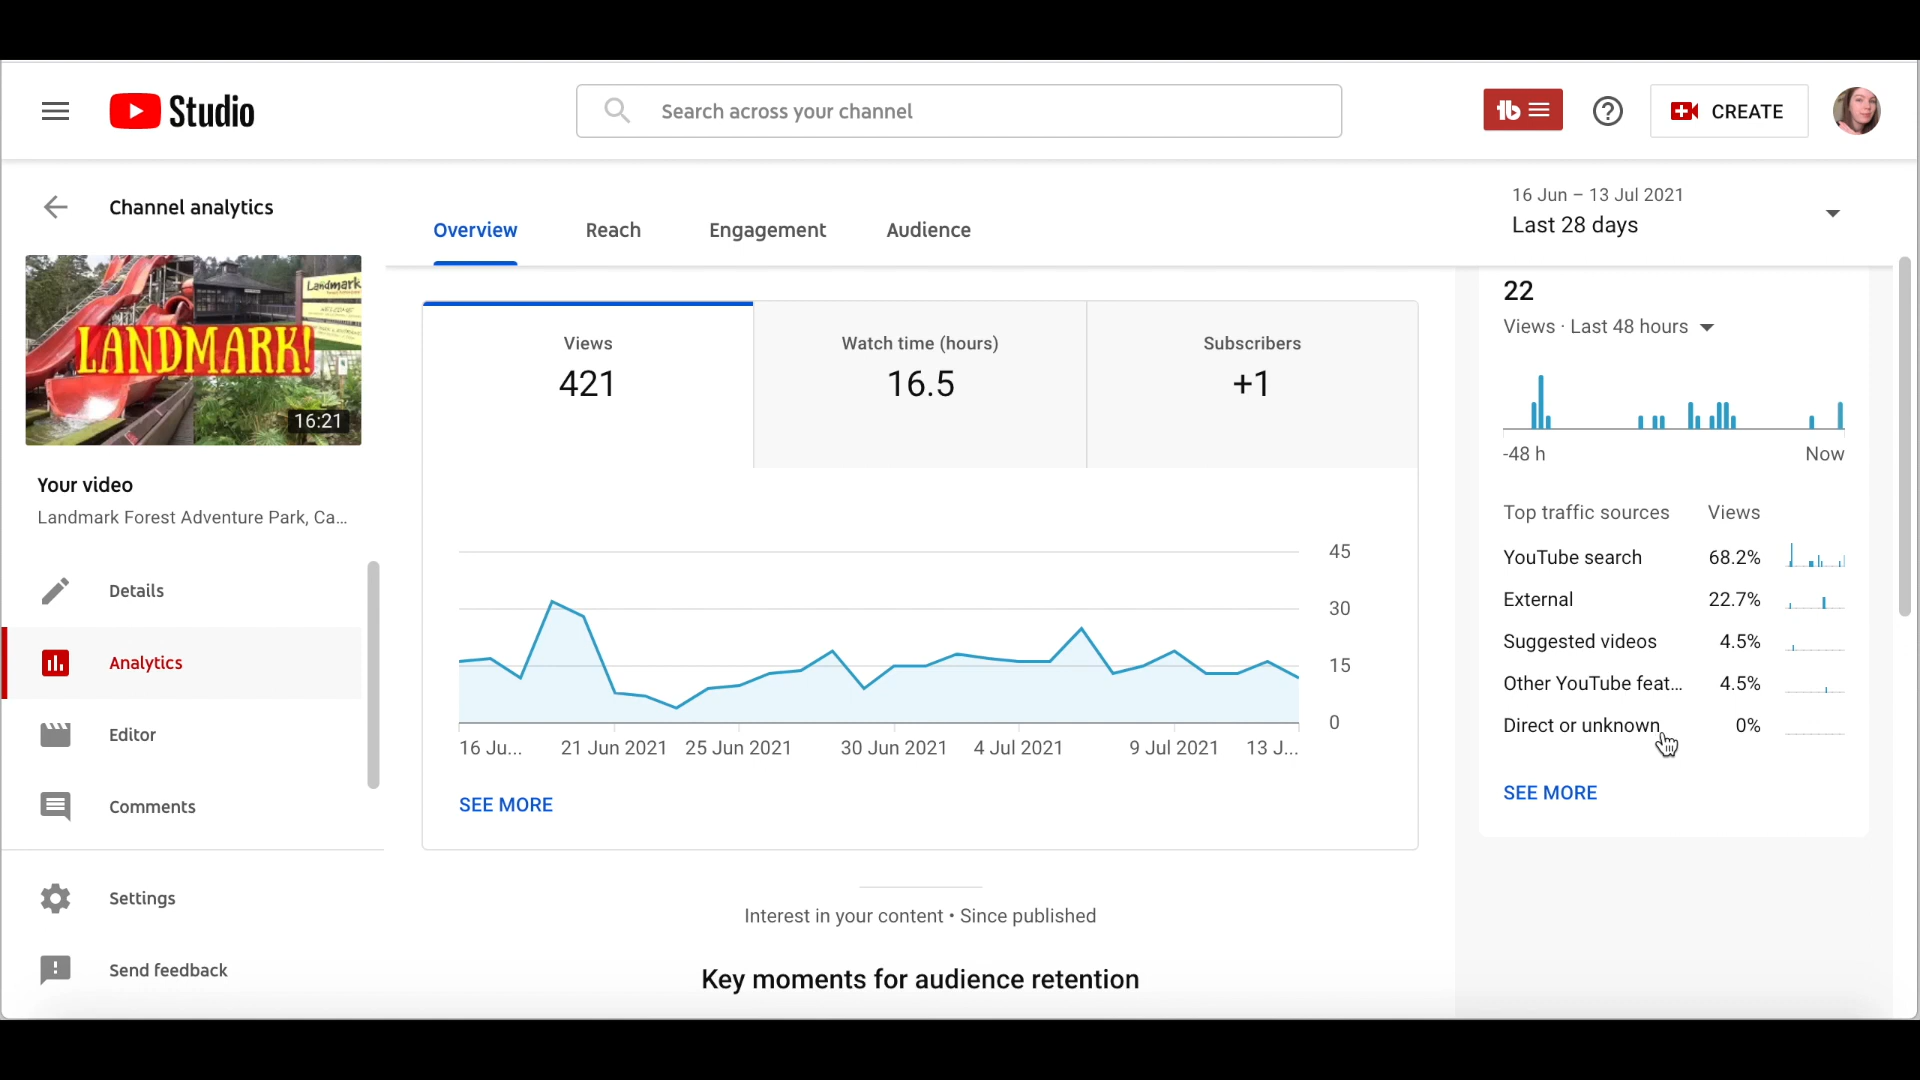 Studio
Search across your channel
CREATE
Channel analytics
Landmark
WELCOME
LANDMARK!
16:21
Your video
Landmark Forest Adventure Park, Ca...
Details
Analytics
Editor
Comments
Settings
Send feedback
Overview Reach Engagement Audience
16 Jun – 13 Jul 2021
Last 28 days
Views
421
Watch time (hours)
16.5
Subscribers
+1
45
30
15
0
16 Ju... 21 Jun 2021 25 Jun 2021 30 Jun 2021 4 Jul 2021 9 Jul 2021 13 J...
SEE MORE
Interest in your content • Since published
Key moments for audience retention
22
Views · Last 48 hours
-48 h Now
Top traffic sources Views
YouTube search 68.2%
External 22.7%
Suggested videos 4.5%
Other YouTube feat... 4.5%
Direct or unknown 0%
SEE MORE